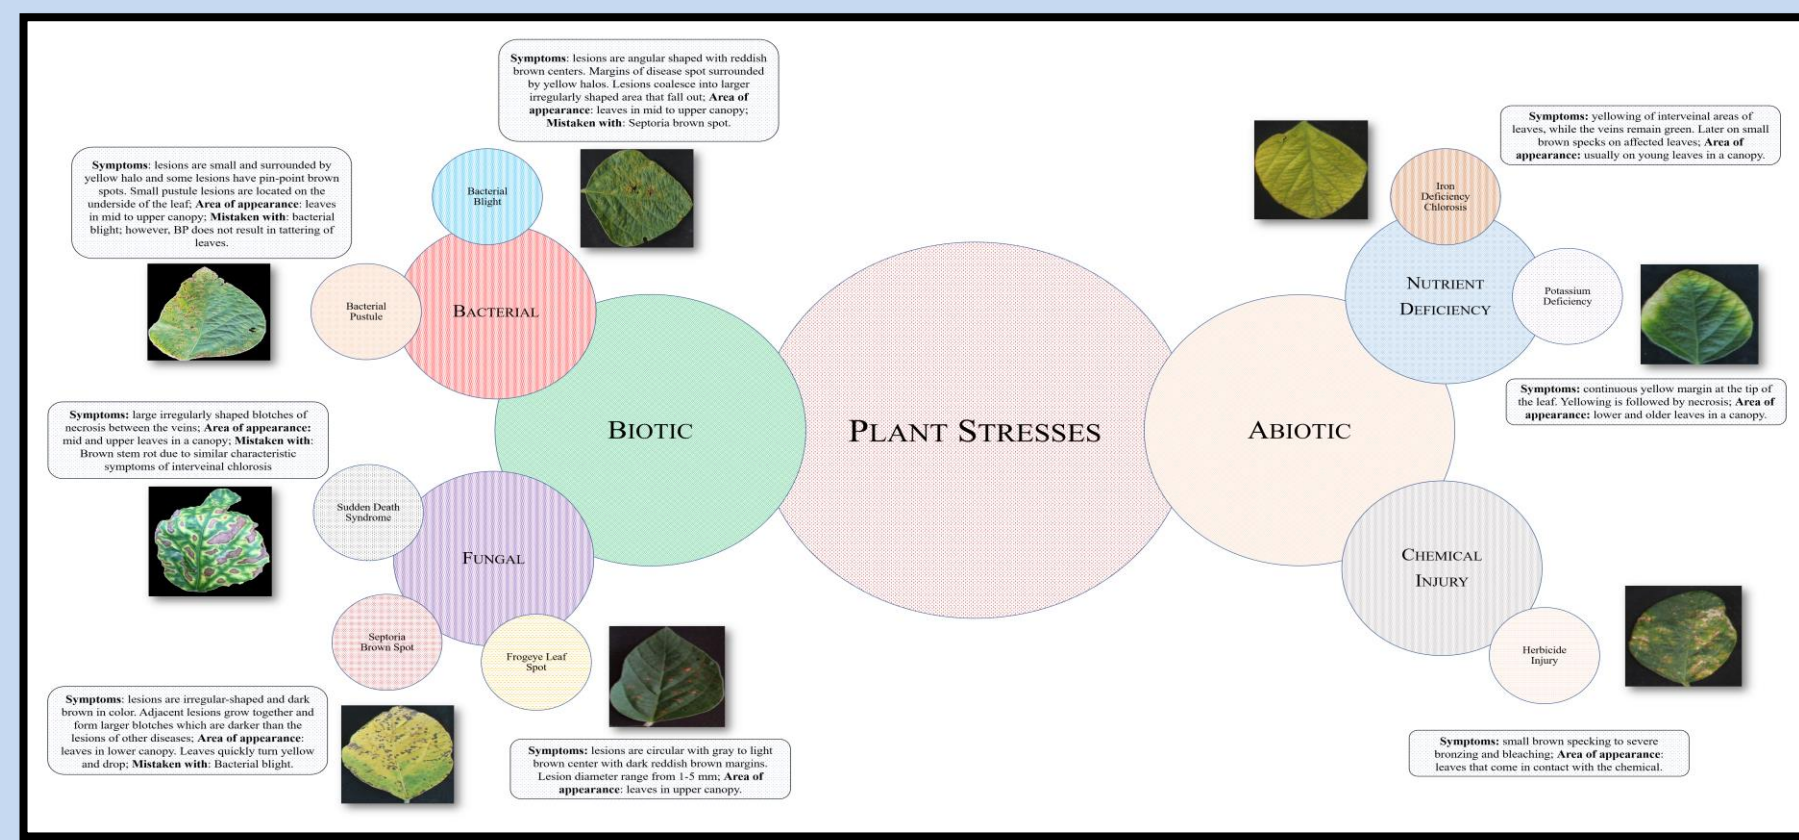 Symptoms: lesions are angular shaped with reddish
brown centers. Margins of disease spot surrounded
by yellow halos. Lesions coalesce into larger
irregularly shaped area that fall out; Area of
appearance: leaves in mid to upper canopy;
Mistaken with: Septoria brown spot.
Symptoms: lesions are small and surrounded by
yellow halo and some lesions have pin-point brown
spots. Small pustule lesions are located on the
underside of the leaf; Area of appearance: leaves
in mid to upper canopy; Mistaken with: bacterial
blight; however, BP does not result in tattering of
leaves.
Bacterial
Blight
Bacterial
Pustule
BACTERIAL
BIOTIC
Symptoms: large irregularly shaped blotches of
necrosis between the veins; Area of appearance:
mid and upper leaves in a canopy; Mistaken with:
Brown stem rot due to similar characteristic
symptoms of interveinal chlorosis
Sudden Death
Syndrome
FUNGAL
Septoria
Brown Spot
Frogeye Leaf
Spot
Symptoms: lesions are irregular-shaped and dark
brown in color. Adjacent lesions grow together and
form larger blotches which are darker than the
lesions of other diseases; Area of appearance:
leaves in lower canopy. Leaves quickly turn yellow
and drop; Mistaken with: Bacterial blight.
Symptoms: lesions are circular with gray to light
brown center with dark reddish brown margins.
Lesion diameter range from 1-5 mm; Area of
appearance: leaves in upper canopy.
PLANT STRESSES
ABIOTIC
Symptoms: yellowing of interveinal areas of
leaves, while the veins remain green. Later on small
brown specks on affected leaves; Area of
appearance: usually on young leaves in a canopy.
Iron
Deficiency
Chlorosis
NUTRIENT
DEFICIENCY
Potassium
Deficiency
Symptoms: continuous yellow margin at the tip of
the leaf. Yellowing is followed by necrosis; Area of
appearance: lower and older leaves in a canopy.
CHEMICAL
INJURY
Herbicide
Injury
Symptoms: small brown specking to severe
bronzing and bleaching; Area of appearance:
leaves that come in contact with the chemical.